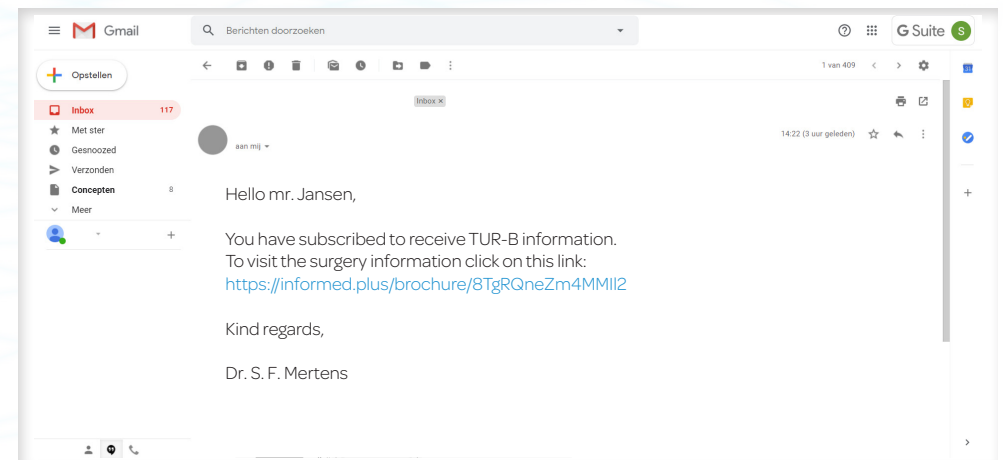 Gmail
Berichten doorzoeken
G Suite
S
Opstellen
1 van 409
31
Inbox 117
Inbox ×
Met ster
Gesnoozed
14:22 (3 uur geleden)
aan mij
Verzonden
Concepten 8
Meer
Hello mr. Jansen,
You have subscribed to receive TUR-B information.
To visit the surgery information click on this link:
https://informed.plus/brochure/8TgRQneZm4MMIl2
Kind regards,
Dr. S. F. Mertens